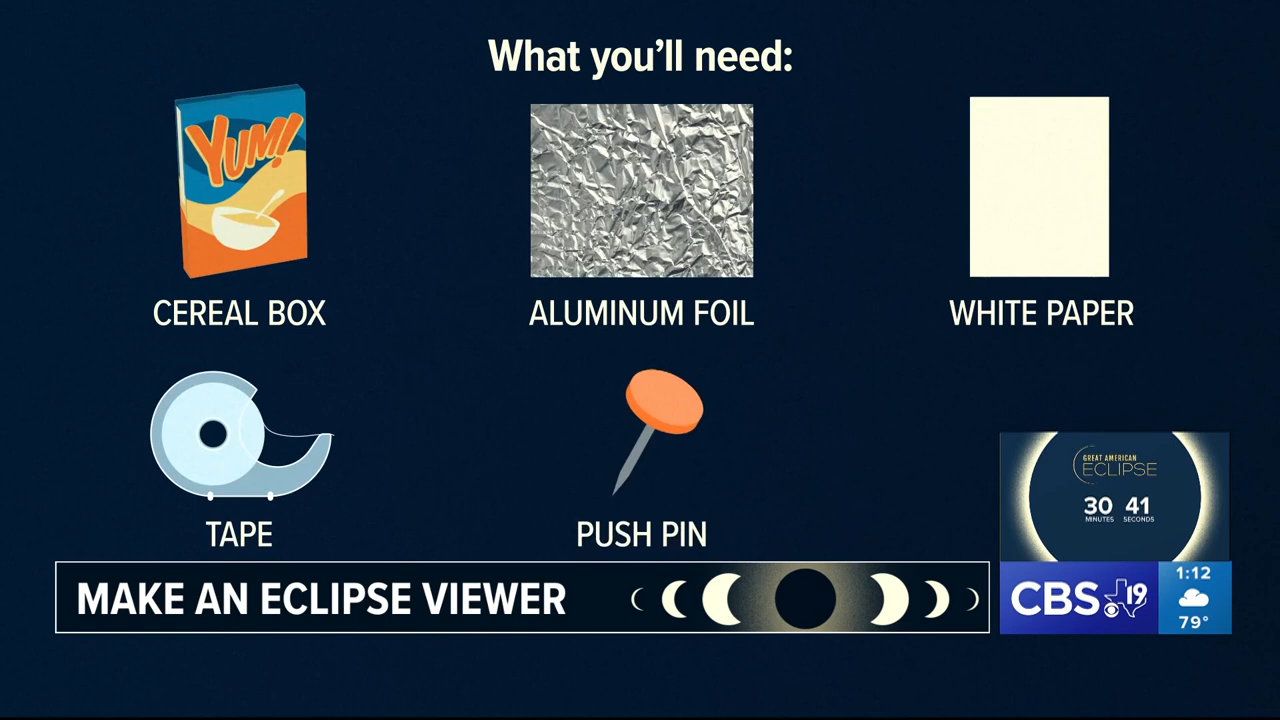 What you'll need:
YUM!
CEREAL BOX
ALUMINUM FOIL
WHITE PAPER
TAPE
PUSH PIN
MAKE AN ECLIPSE VIEWER
GREAT AMERICAN
ECLIPSE
30 41
MINUTES SECONDS
CBS 19
1:12
79°